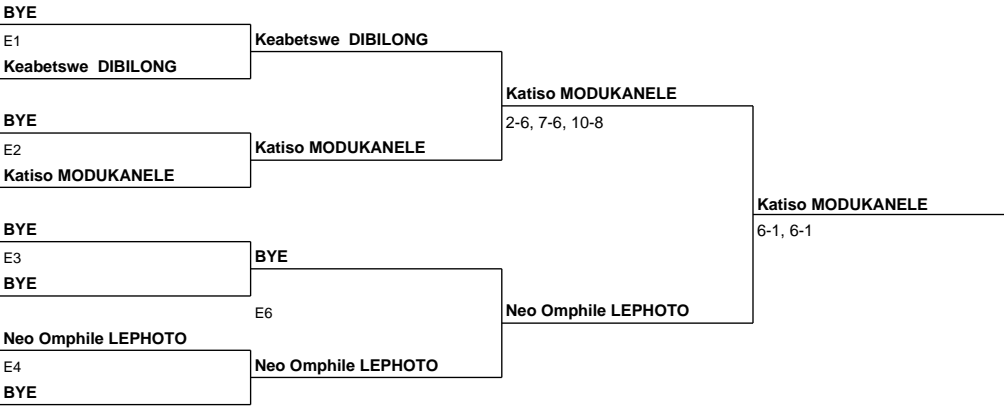 BYE
E1
Keabetswe DIBILONG
Keabetswe DIBILONG
BYE
E2
Katiso MODUKANELE
Katiso MODUKANELE
Katiso MODUKANELE
2-6, 7-6, 10-8
BYE
E3
BYE
BYE
E6
Neo Omphile LEPHOTO
E4
BYE
Neo Omphile LEPHOTO
Neo Omphile LEPHOTO
Katiso MODUKANELE
6-1, 6-1